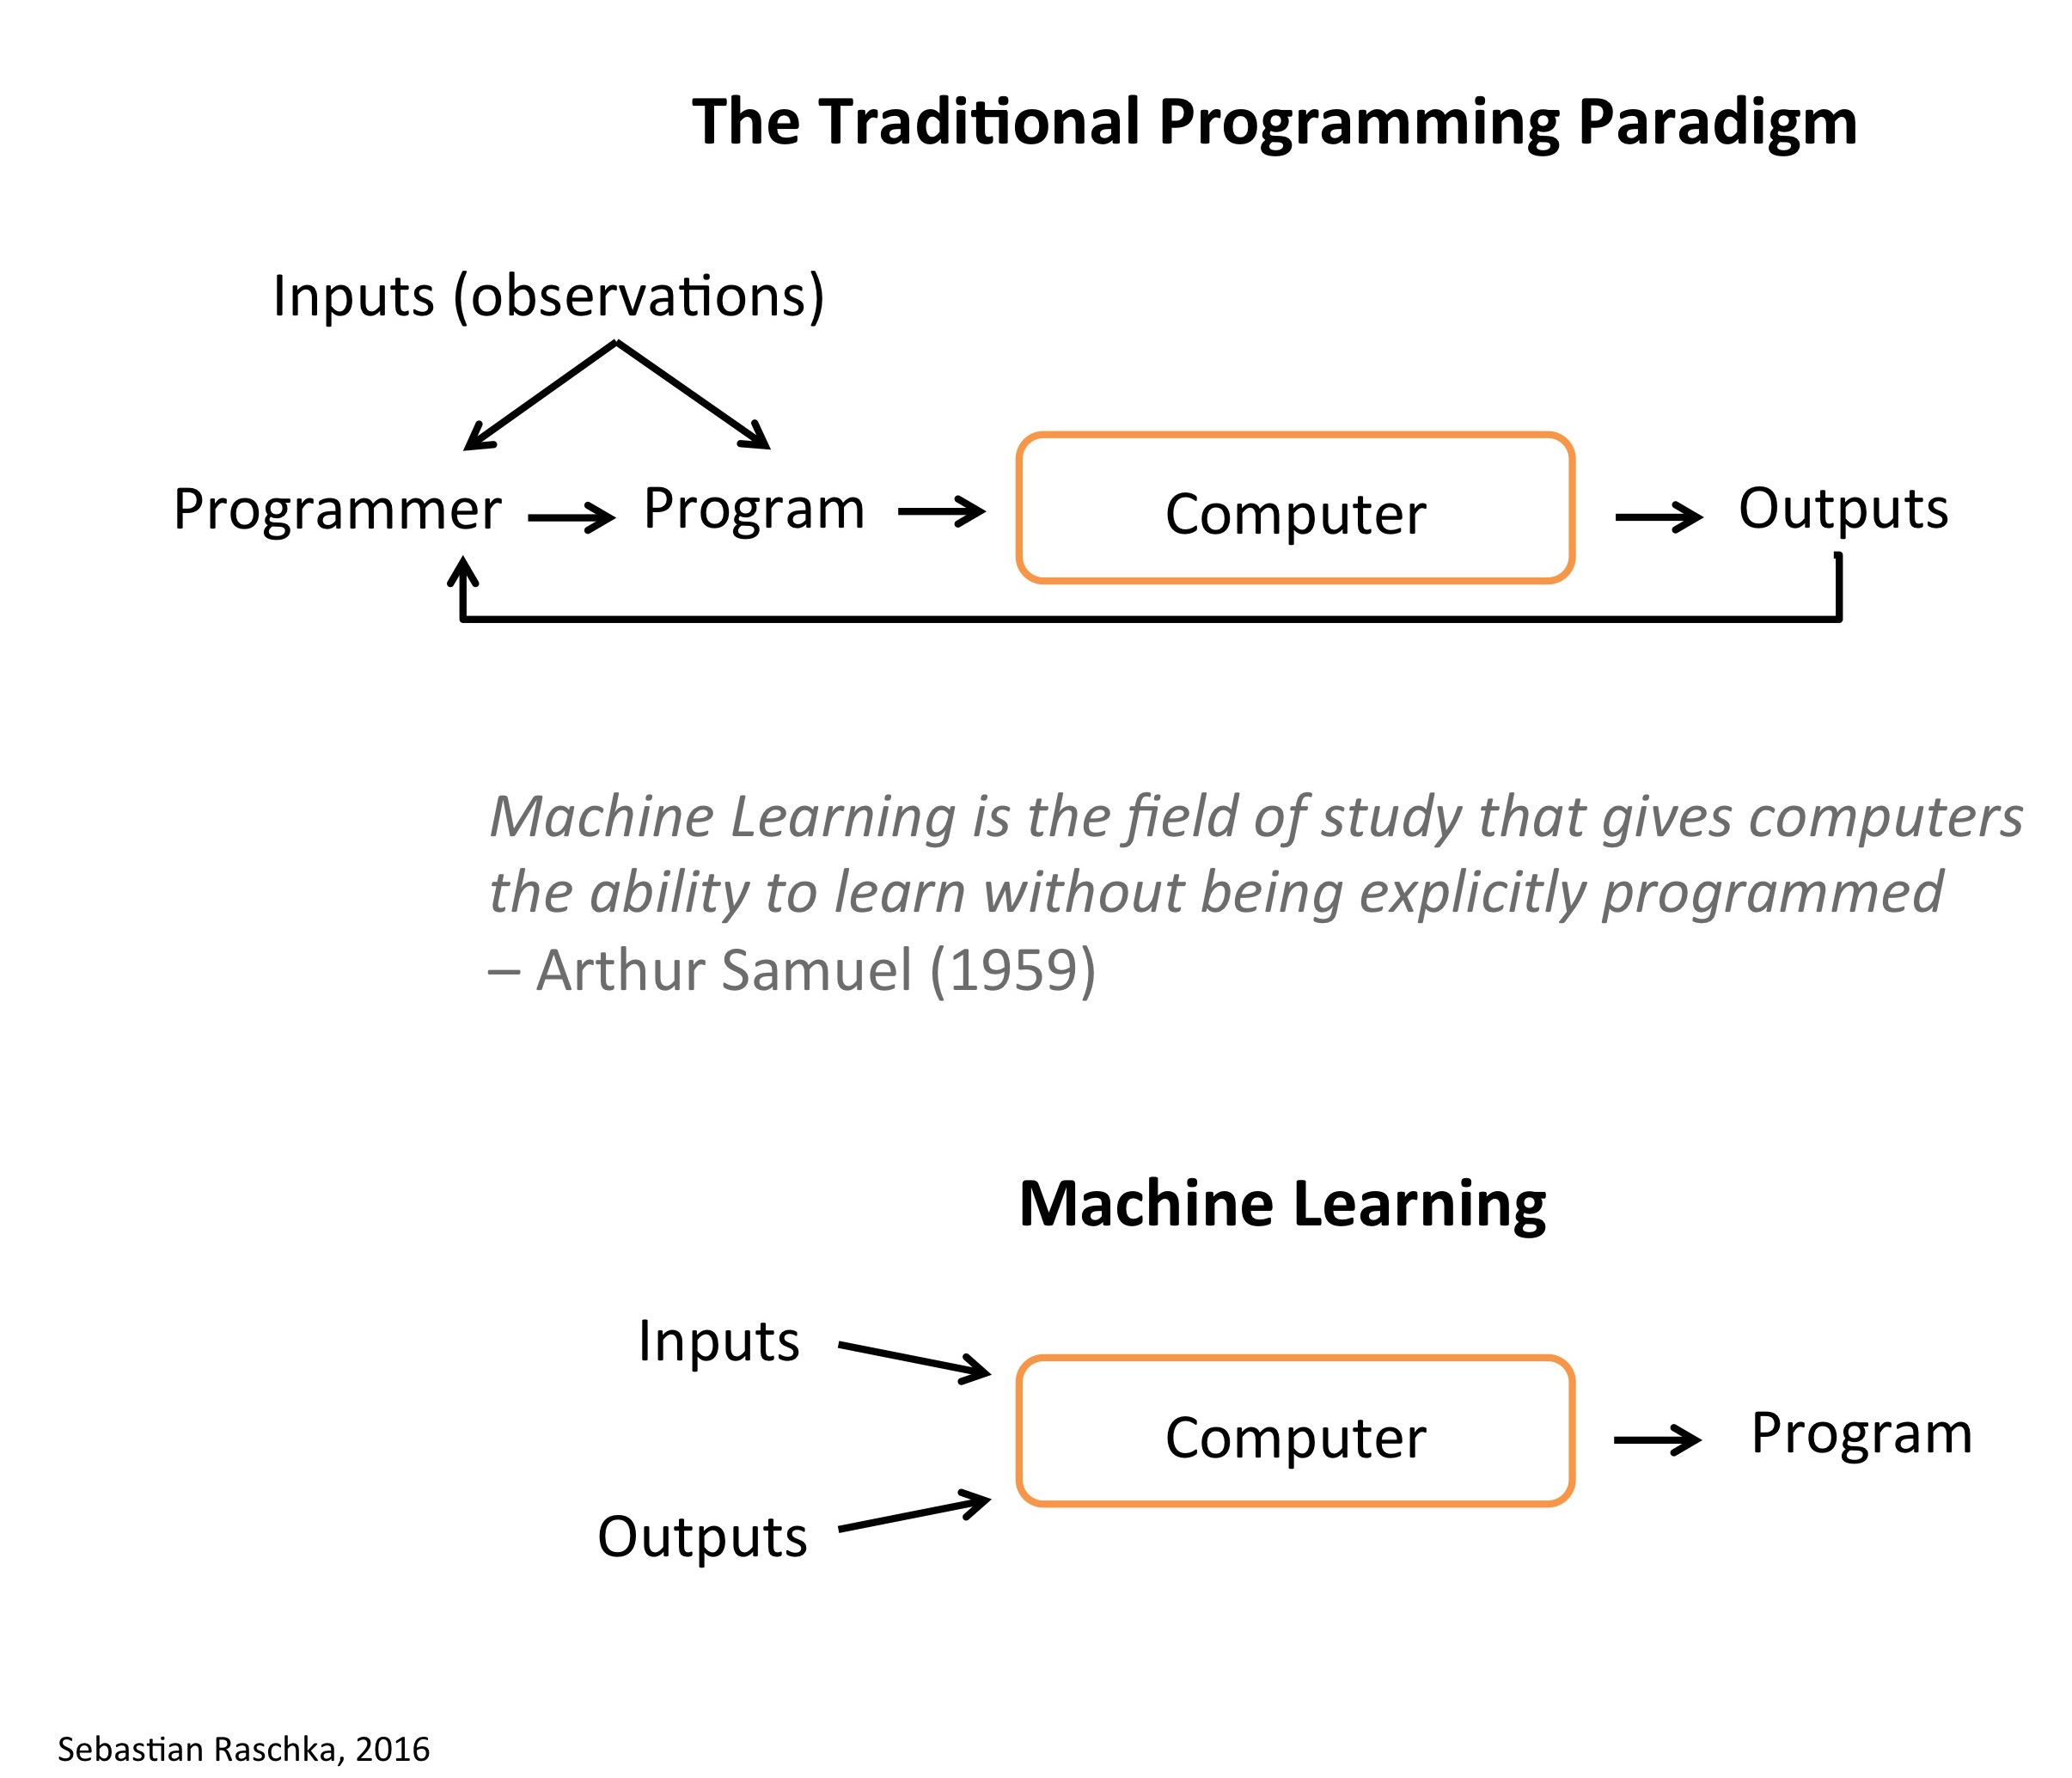 The Traditional Programming Paradigm
Inputs (observations)
Programmer
Program
Computer
Outputs
Machine Learning is the field of study that gives computers
the ability to learn without being explicitly programmed
— Arthur Samuel (1959)
Machine Learning
Inputs
Computer
Program
Outputs
Sebastian Raschka, 2016